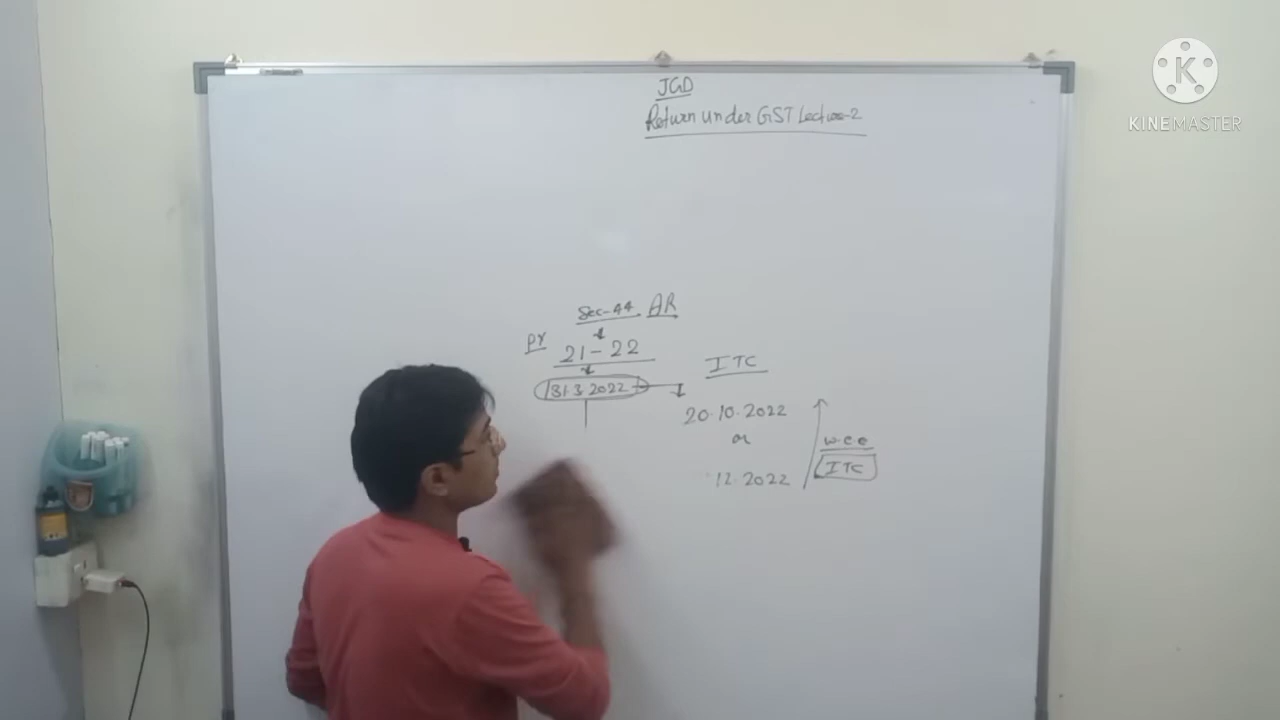 JGD
Return under GST Lecture-2
Sec-44 AR
PY
21-22
31.3.2022
ITC
20.10.2022
or
12.2022
w.e.e
ITC
K
KINEMASTER